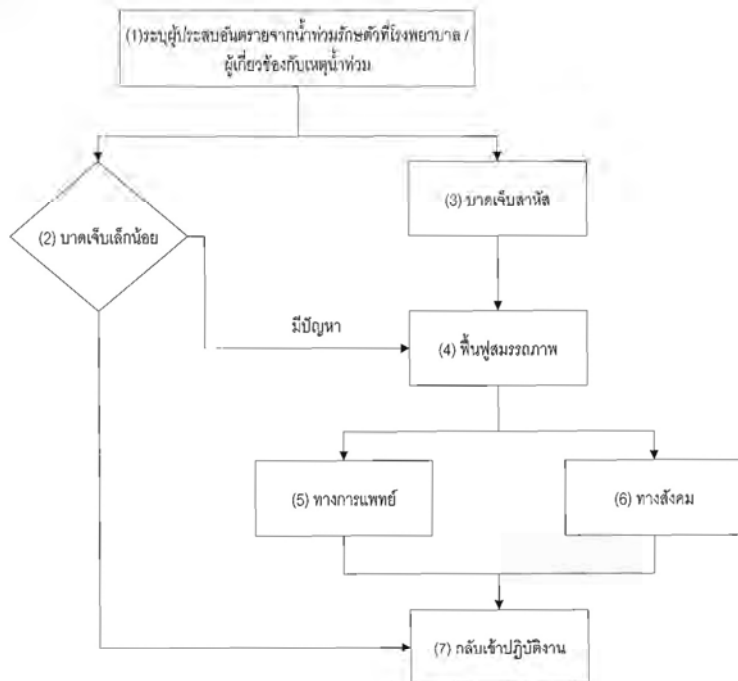 (1)ระบุผู้ประสบอันตรายจากน้ำท่วมรักษตัวที่โรงพยาบาล /
ผู้เกี่ยวข้องกับเหตุน้ำท่วม
(2) บาดเจ็บเล็กน้อย
(3) บาดเจ็บสาหัส
มีปัญหา
(4) ฟื้นฟูสมรรถภาพ
(5) ทางการแพทย์
(6) ทางสังคม
(7) กลับเข้าปฏิบัติงาน